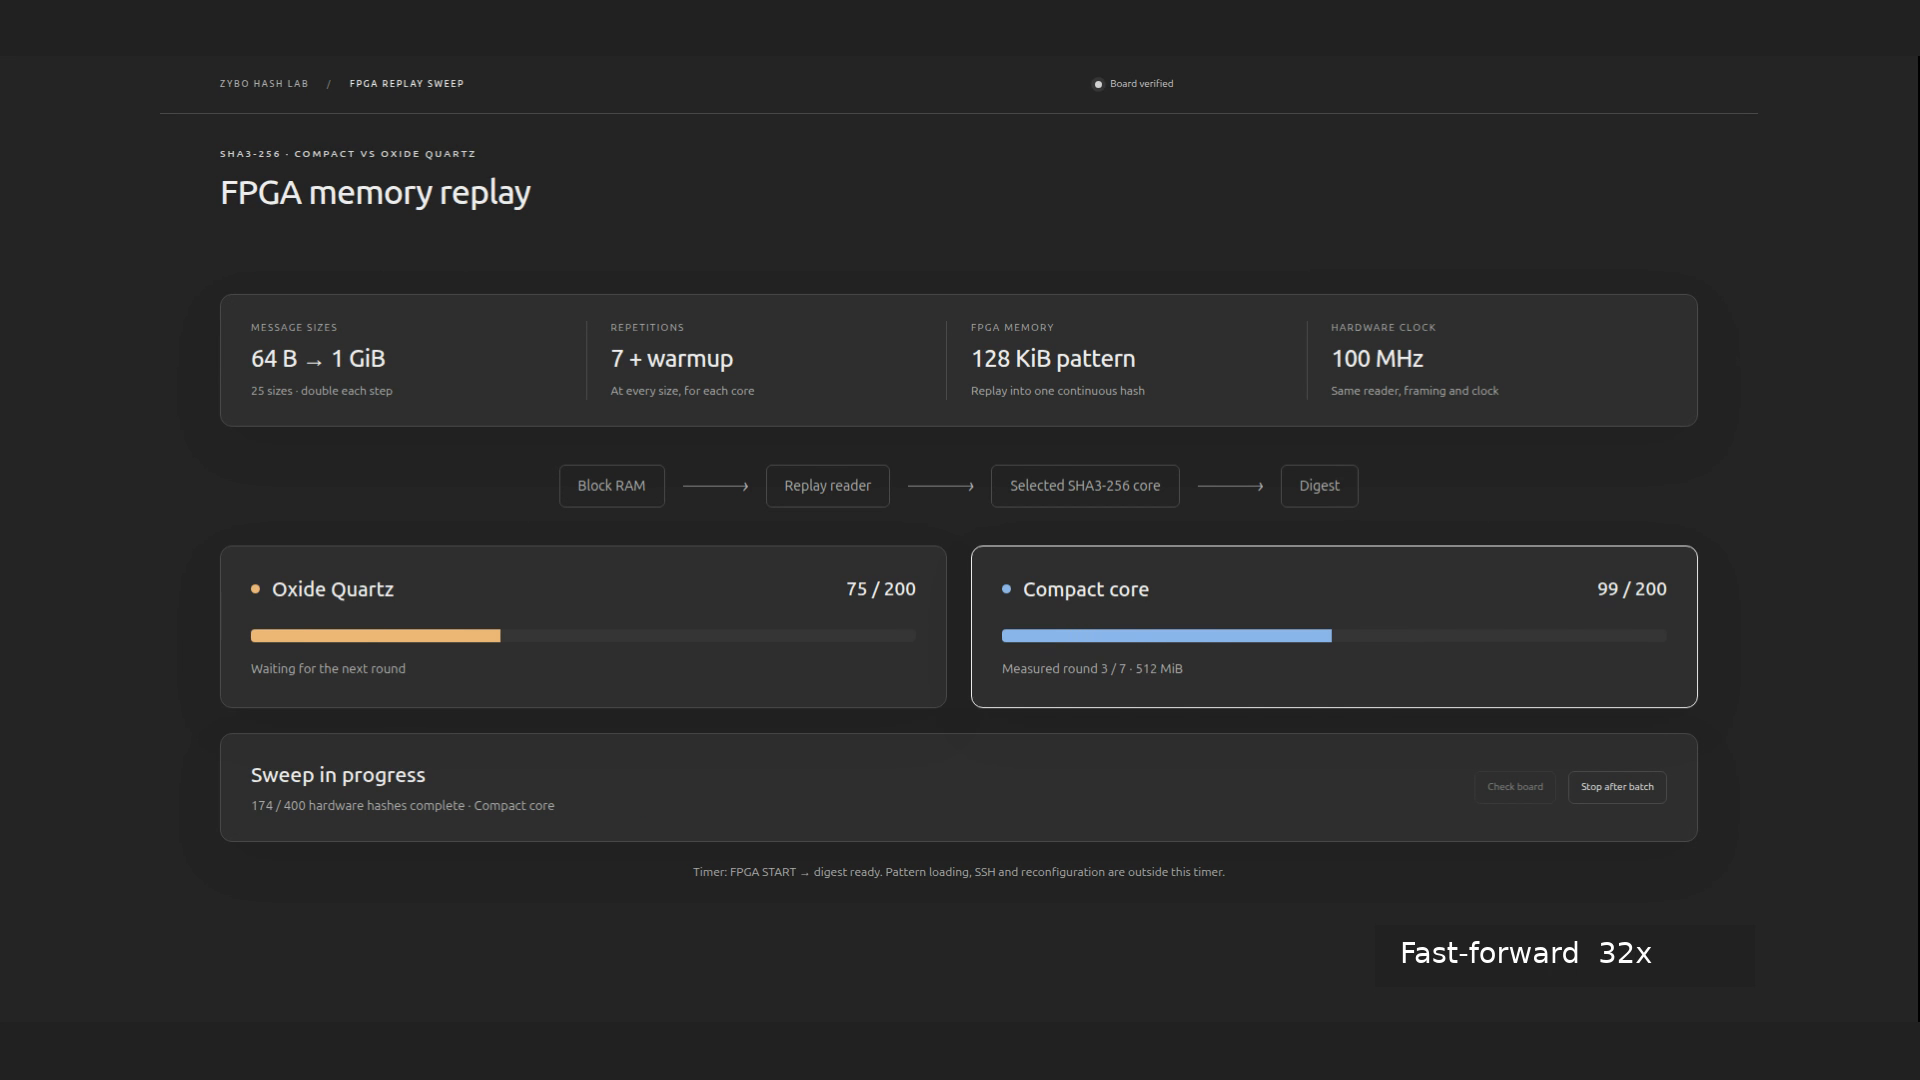 ZYBO HASH LAB / FPGA REPLAY SWEEP
Board verified
SHA3-256 · COMPACT VS OXIDE QUARTZ
FPGA memory replay
MESSAGE SIZES
64 B → 1 GiB
25 sizes · double each step
REPETITIONS
7 + warmup
At every size, for each core
FPGA MEMORY
128 KiB pattern
Replay into one continuous hash
HARDWARE CLOCK
100 MHz
Same reader, framing and clock
Block RAM
Replay reader
Selected SHA3-256 core
Digest
Oxide Quartz
75 / 200
Waiting for the next round
Compact core
99 / 200
Measured round 3 / 7 · 512 MiB
Sweep in progress
174 / 400 hardware hashes complete · Compact core
Check board
Stop after batch
Timer: FPGA START → digest ready. Pattern loading, SSH and reconfiguration are outside this timer.
Fast-forward 32x